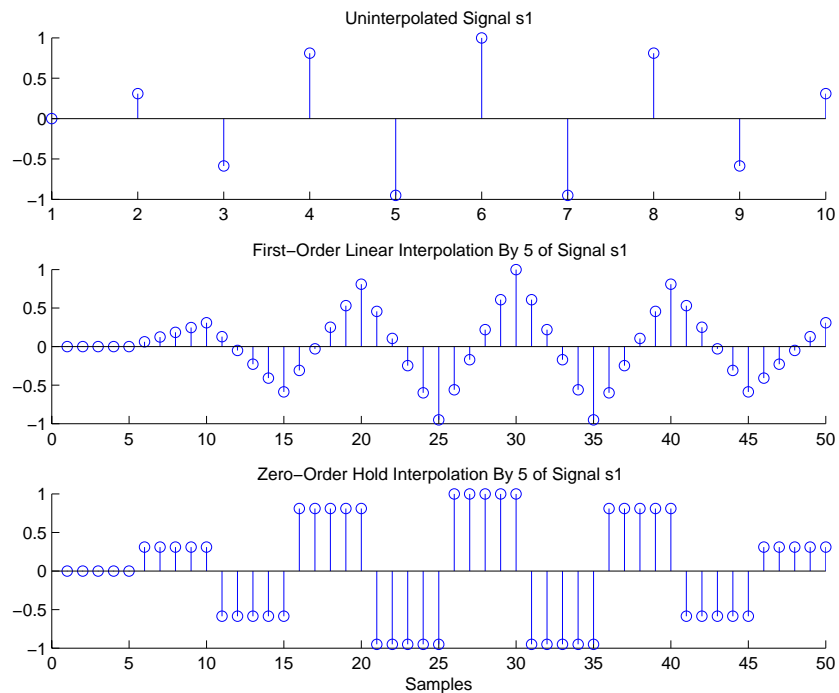 Uninterpolated Signal s1
1
0.5
0
−0.5
−1
1 2 3 4 5 6 7 8 9 10
First−Order Linear Interpolation By 5 of Signal s1
1
0.5
0
−0.5
−1
0 5 10 15 20 25 30 35 40 45 50
Zero−Order Hold Interpolation By 5 of Signal s1
1
0.5
0
−0.5
−1
0 5 10 15 20 25 30 35 40 45 50
Samples